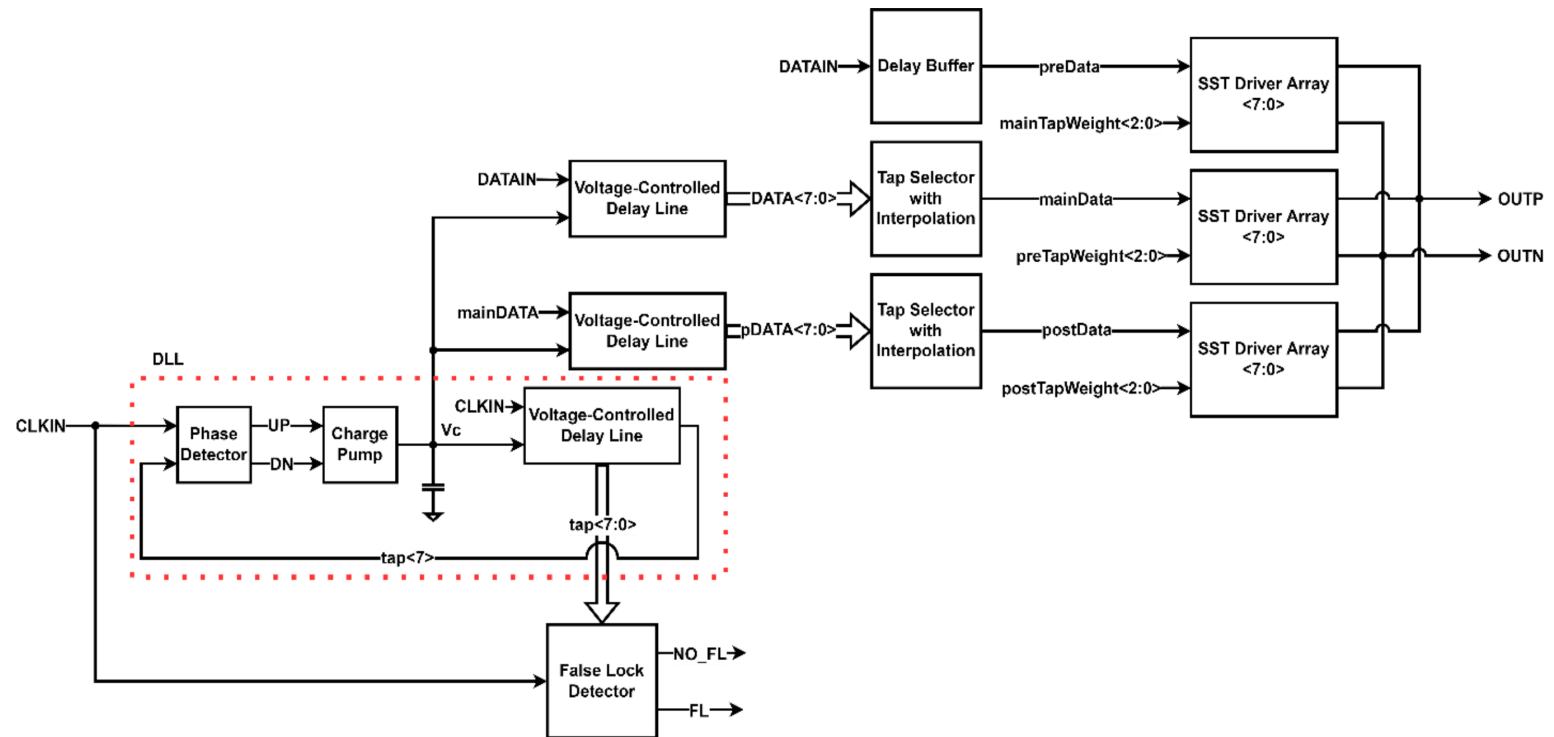 DATAIN
Delay Buffer
preData
mainTapWeight<2:0>
SST Driver Array
<7:0>
DATAIN
Voltage-Controlled
Delay Line
DATA<7:0>
Tap Selector
with
Interpolation
mainData
preTapWeight<2:0>
SST Driver Array
<7:0>
OUTP
OUTN
mainDATA
Voltage-Controlled
Delay Line
pDATA<7:0>
Tap Selector
with
Interpolation
postData
postTapWeight<2:0>
SST Driver Array
<7:0>
DLL
CLKIN
Phase
Detector
UP
DN
Charge
Pump
Vc
CLKIN
Voltage-Controlled
Delay Line
tap<7:0>
tap<7>
False Lock
Detector
NO_FL
FL